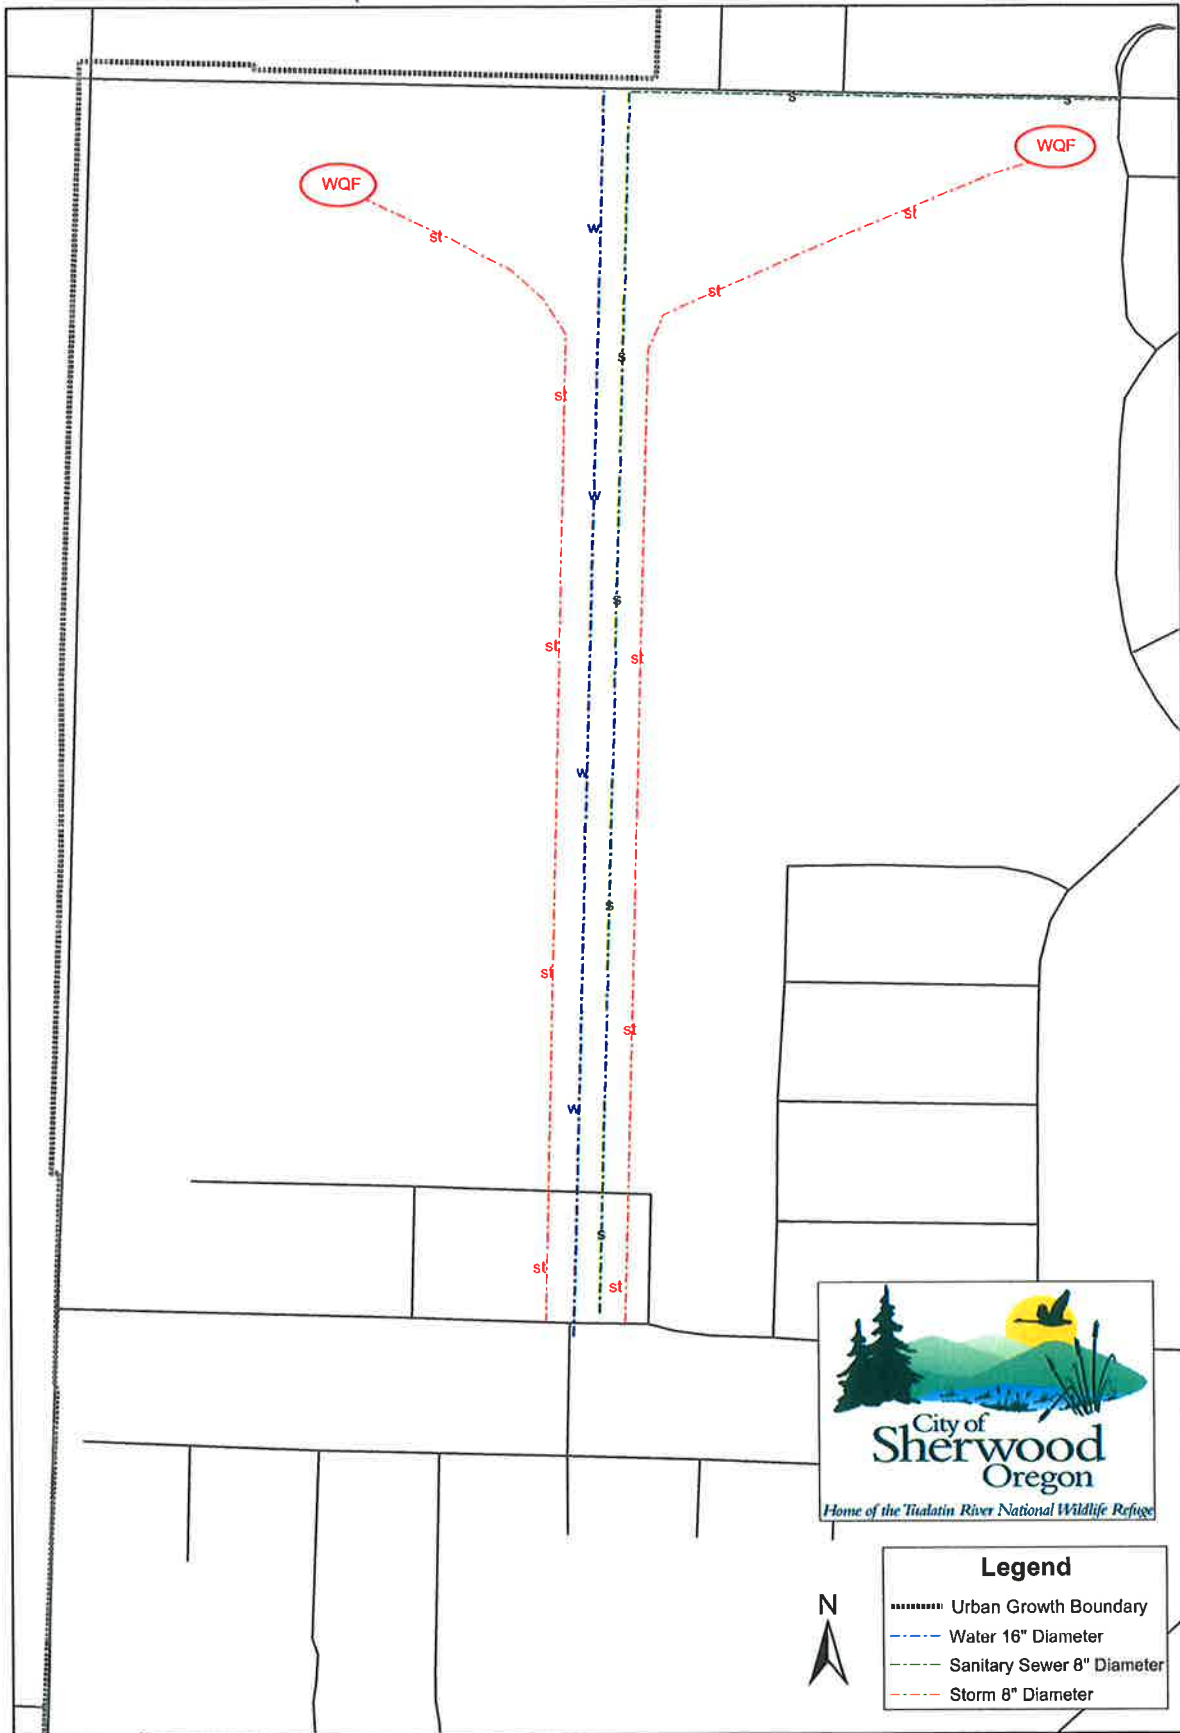 S
S
WQF
WQF
st
st
w
st
S
st
w
S
st
st
w
S
st
st
w
S
st
st
City of
Sherwood
Oregon
Home of the Tualatin River National Wildlife Refuge
N
Legend
Urban Growth Boundary
Water 16" Diameter
Sanitary Sewer 8" Diameter
Storm 8" Diameter